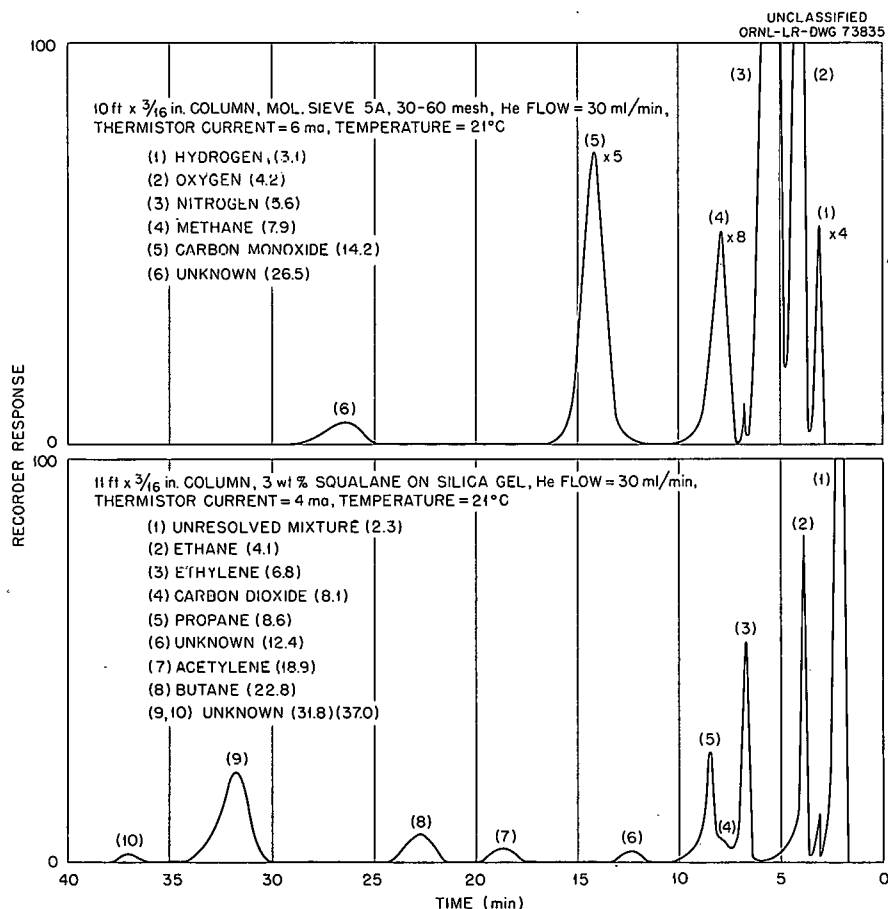 UNCLASSIFIED
ORNL-LR-DWG 73835
100
10 ft x 3/16 in. COLUMN, MOL. SIEVE 5A, 30-60 mesh, He FLOW = 30 ml/min,
THERMISTOR CURRENT = 6 ma, TEMPERATURE = 21°C
(1) HYDROGEN, (3.1)
(2) OXYGEN (4.2)
(3) NITROGEN (5.6)
(4) METHANE (7.9)
(5) CARBON MONOXIDE (14.2)
(6) UNKNOWN (26.5)
(6)
(5)
x 5
(4)
x8
(3)
(2)
(1)
x4
0
RECORDER RESPONSE
100
11 ft x 3/16 in. COLUMN, 3 wt % SQUALANE ON SILICA GEL, He FLOW = 30 ml/min,
THERMISTOR CURRENT = 4 ma, TEMPERATURE = 21°C
(1) UNRESOLVED MIXTURE (2.3)
(2) ETHANE (4.1)
(3) ETHYLENE (6.8)
(4) CARBON DIOXIDE (8.1)
(5) PROPANE (8.6)
(6) UNKNOWN (12.4)
(7) ACETYLENE (18.9)
(8) BUTANE (22.8)
(9,10) UNKNOWN (31.8)(37.0)
(10)
(9)
(8)
(7)
(6)
(5)
(4)
(3)
(2)
(1)
0
40 35 30 25 20 15 10 5 0
TIME (min)